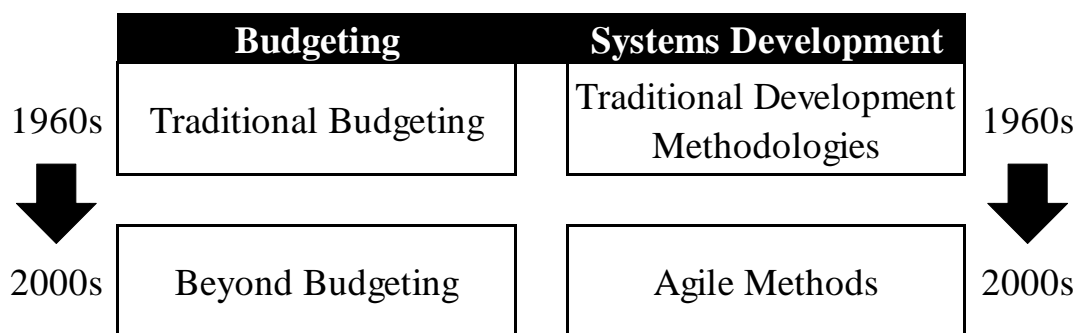 Budgeting Systems Development
1960s Traditional Budgeting Traditional Development
Methodologies 1960s
2000s Beyond Budgeting Agile Methods 2000s